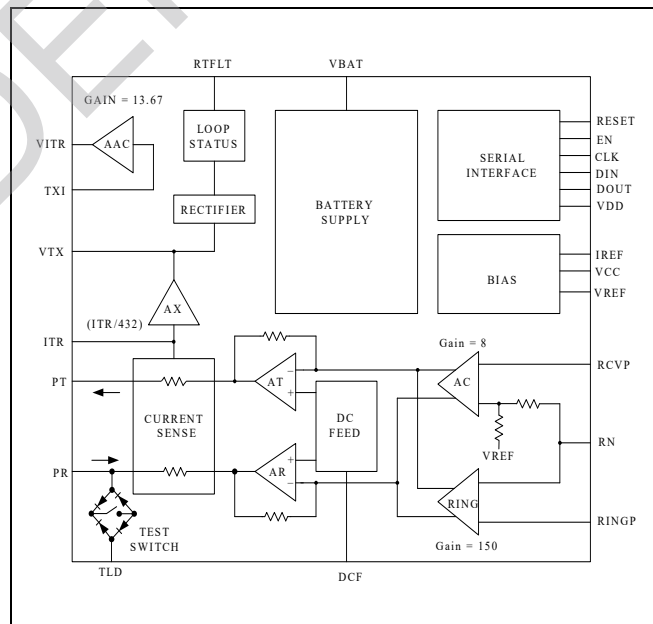 RTFLT
VBAT
GAIN = 13.67
VITR
AAC
TXI
LOOP
STATUS
RECTIFIER
BATTERY
SUPPLY
SERIAL
INTERFACE
RESET
EN
CLK
DIN
DOUT
VDD
BIAS
IREF
VCC
VREF
VTX
AX
(ITR/432)
ITR
PT
CURRENT
SENSE
AT
−
+
DC
FEED
Gain = 8
AC
RCVP
VREF
RN
PR
AR
+
−
RING
RINGP
Gain = 150
TEST
SWITCH
TLD
DCF